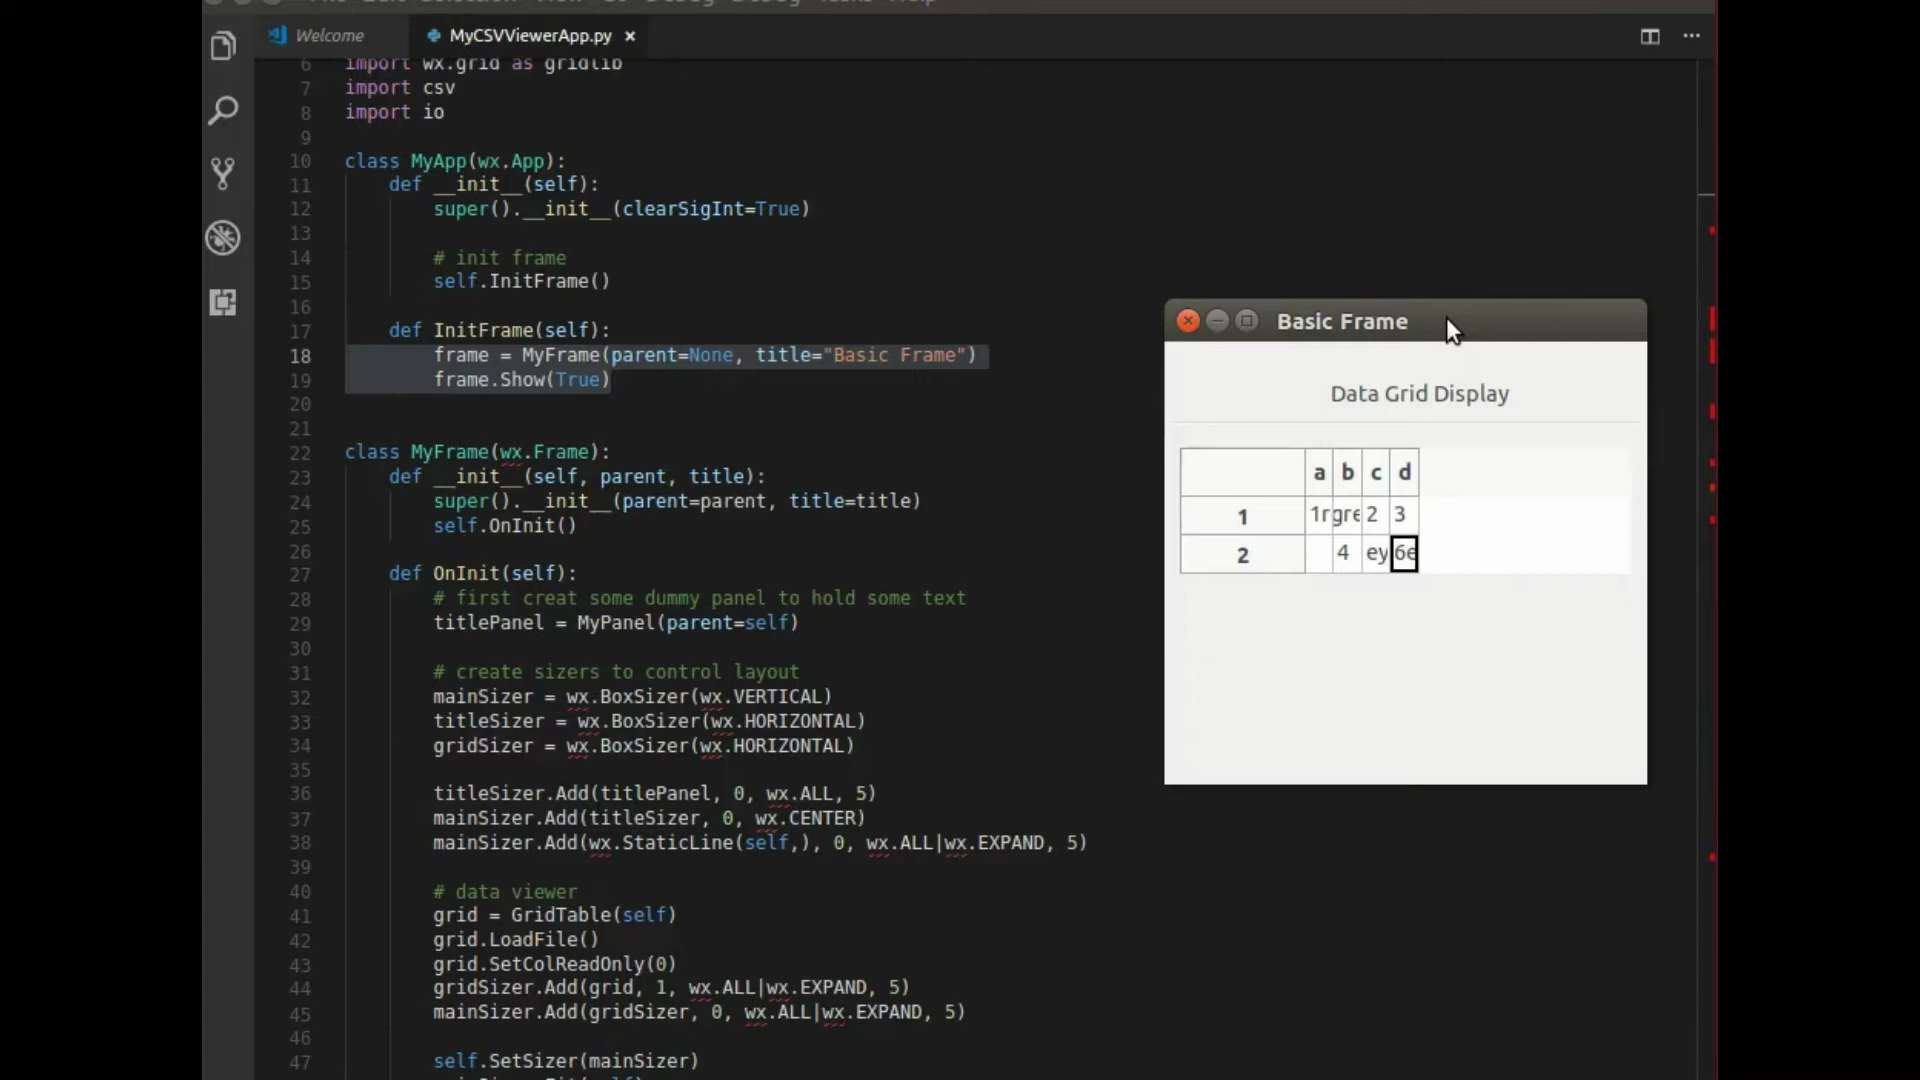 Welcome
MyCSVViewerApp.py ×
6 import wx.grid as gridlib
7 import csv
8 import io
9
10 class MyApp(wx.App):
11 def __init__(self):
12 super().__init__(clearSigInt=True)
13
14 # init frame
15 self.InitFrame()
16
17 def InitFrame(self):
18 frame = MyFrame(parent=None, title="Basic Frame")
19 frame.Show(True)
20
21
22 class MyFrame(wx.Frame):
23 def __init__(self, parent, title):
24 super().__init__(parent=parent, title=title)
25 self.OnInit()
26
27 def OnInit(self):
28 # first creat some dummy panel to hold some text
29 titlePanel = MyPanel(parent=self)
30
31 # create sizers to control layout
32 mainSizer = wx.BoxSizer(wx.VERTICAL)
33 titleSizer = wx.BoxSizer(wx.HORIZONTAL)
34 gridSizer = wx.BoxSizer(wx.HORIZONTAL)
35
36 titleSizer.Add(titlePanel, 0, wx.ALL, 5)
37 mainSizer.Add(titleSizer, 0, wx.CENTER)
38 mainSizer.Add(wx.StaticLine(self,), 0, wx.ALL|wx.EXPAND, 5)
39
40 # data viewer
41 grid = GridTable(self)
42 grid.LoadFile()
43 grid.SetColReadOnly(0)
44 gridSizer.Add(grid, 1, wx.ALL|wx.EXPAND, 5)
45 mainSizer.Add(gridSizer, 0, wx.ALL|wx.EXPAND, 5)
46
47 self.SetSizer(mainSizer)
Basic Frame
Data Grid Display
a b c d
1 1r gre 2 3
2 4 ey 6e